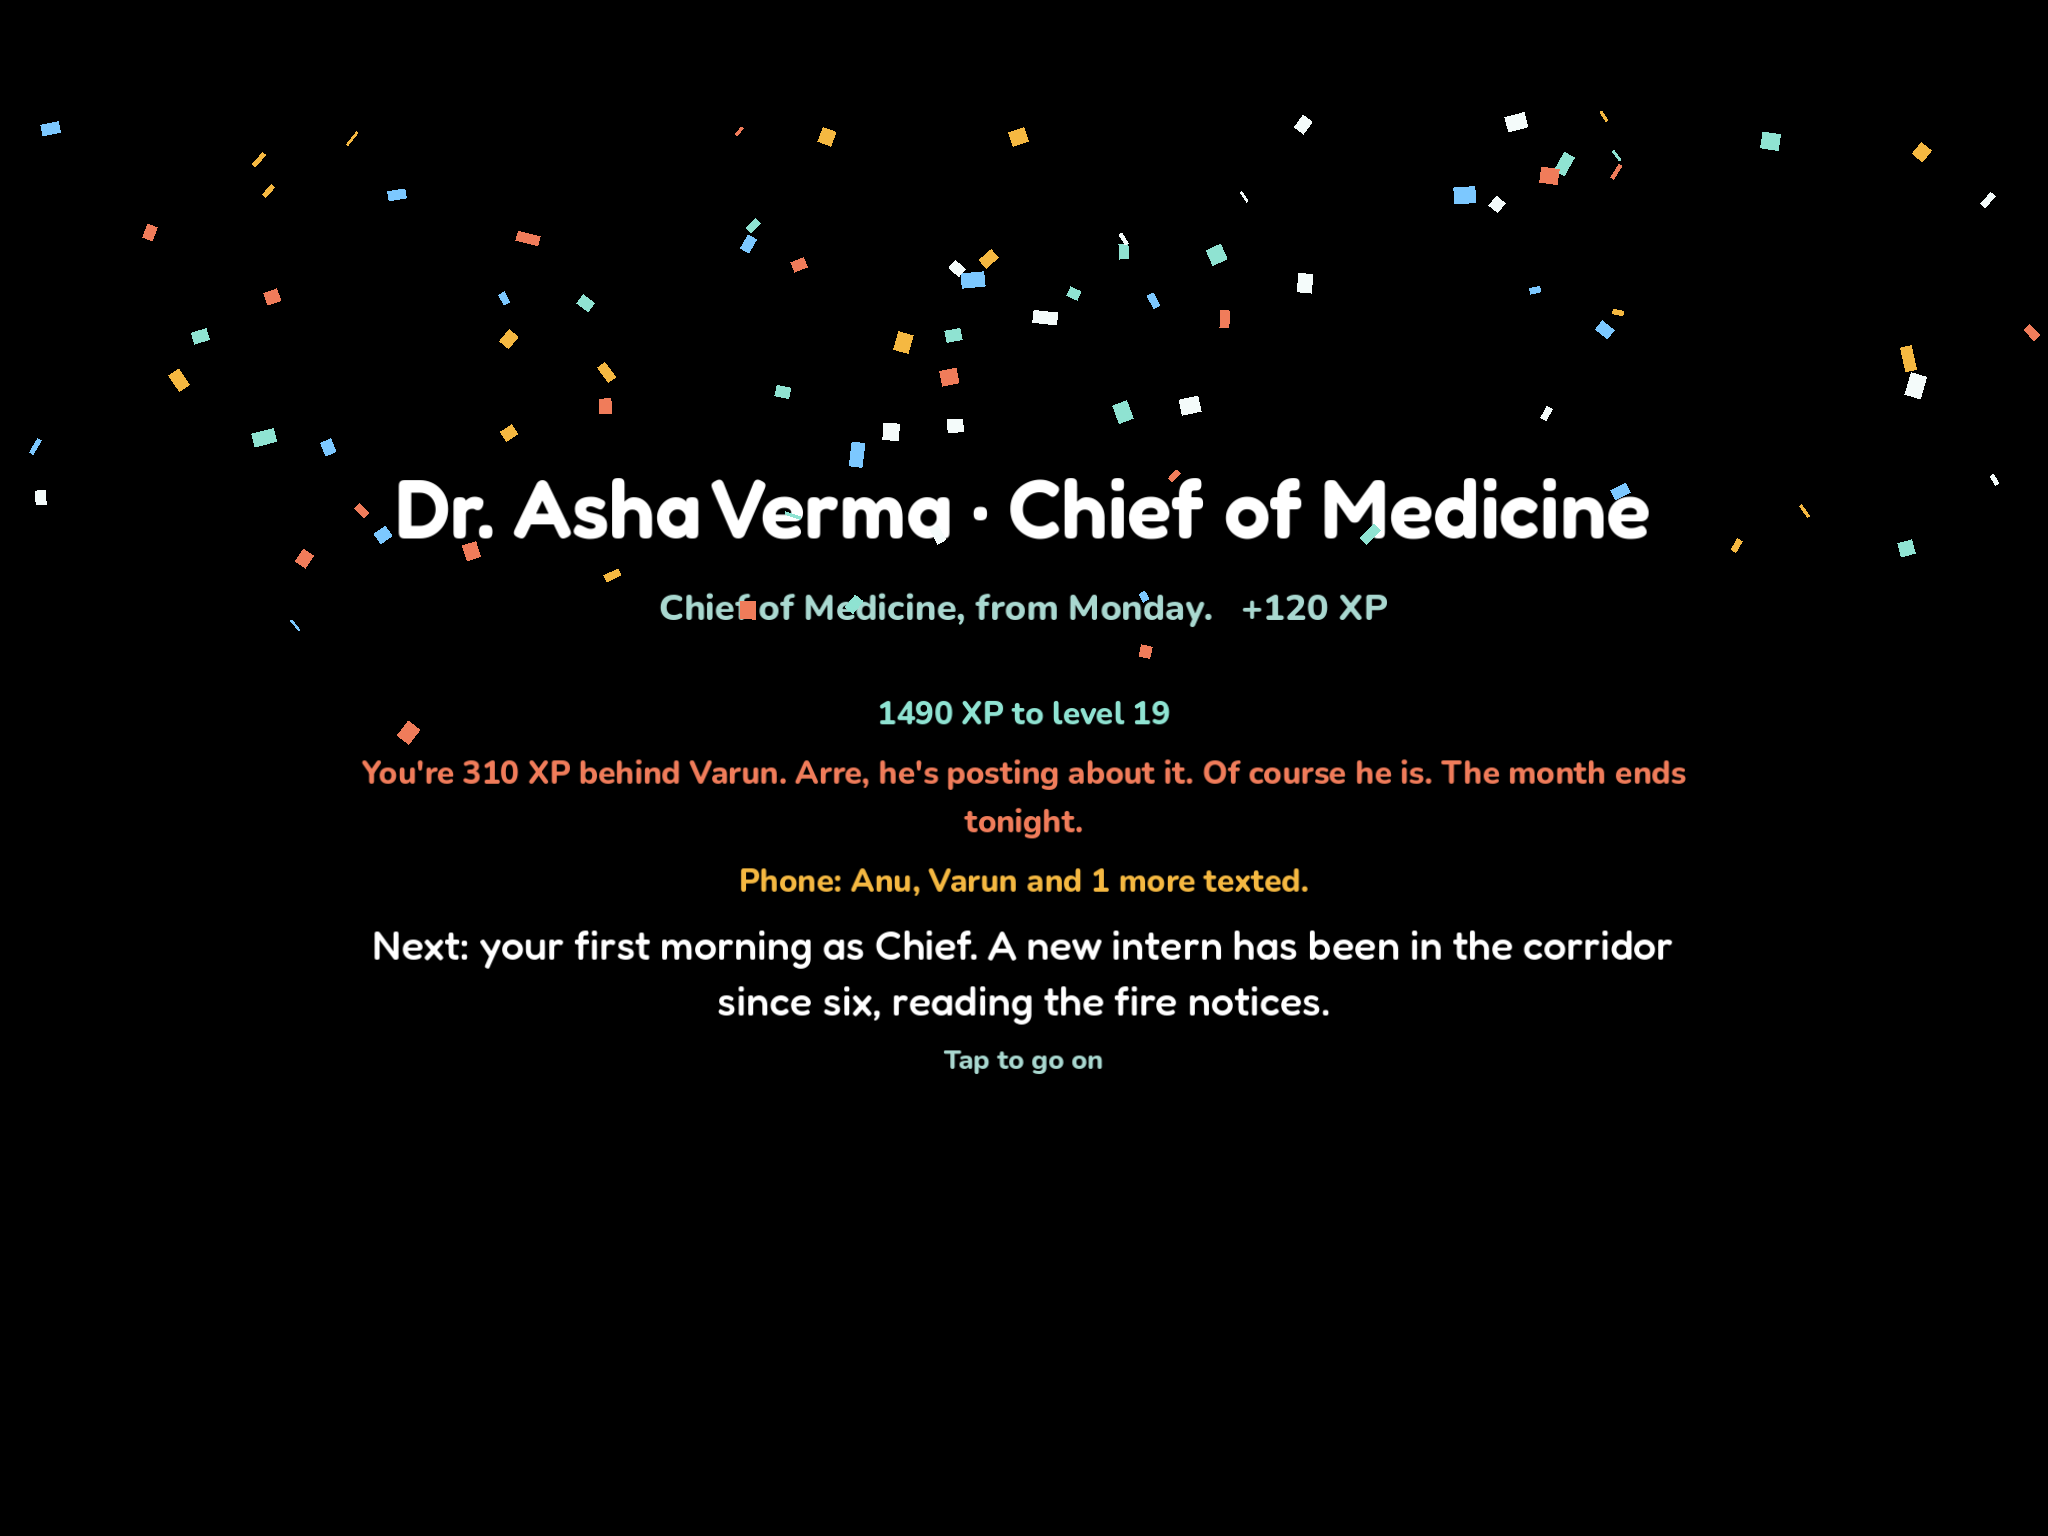 Dr. Asha Verma · Chief of Medicine
Chief of Medicine, from Monday. +120 XP
1490 XP to level 19
You're 310 XP behind Varun. Arre, he's posting about it. Of course he is. The month ends
tonight.
Phone: Anu, Varun and 1 more texted.
Next: your first morning as Chief. A new intern has been in the corridor
since six, reading the fire notices.
Tap to go on